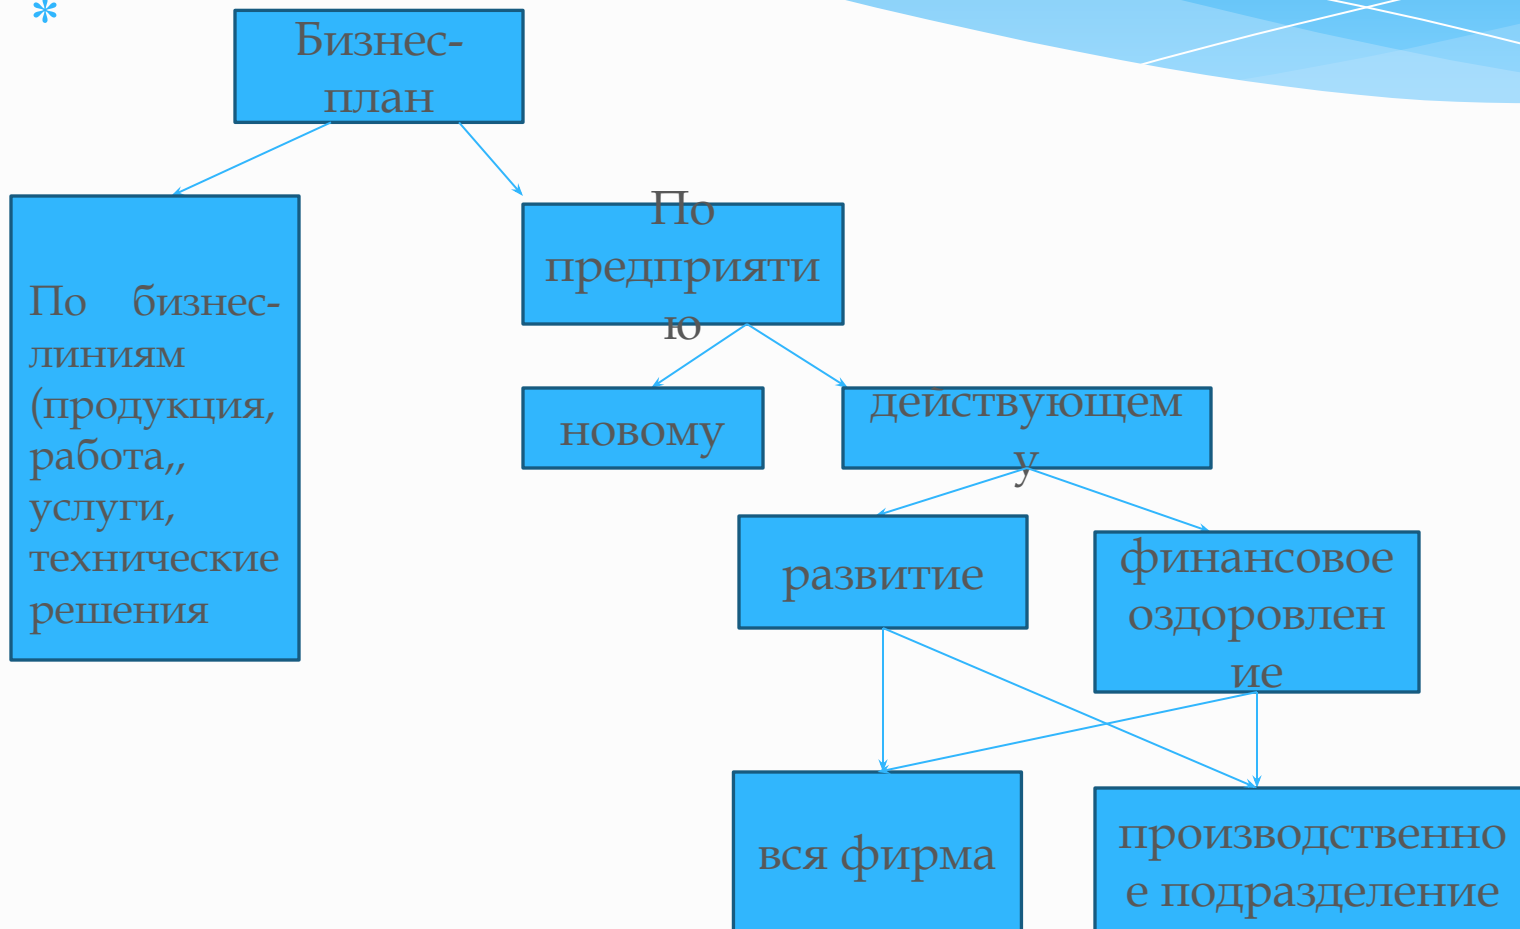 *
Бизнес-
план
По бизнес-
линиям
(продукция,
работа,,
услуги,
технические
решения
По
предприяти
ю
новому
действующем
у
развитие
финансовое
оздоровлен
ие
вся фирма
производственно
е подразделение